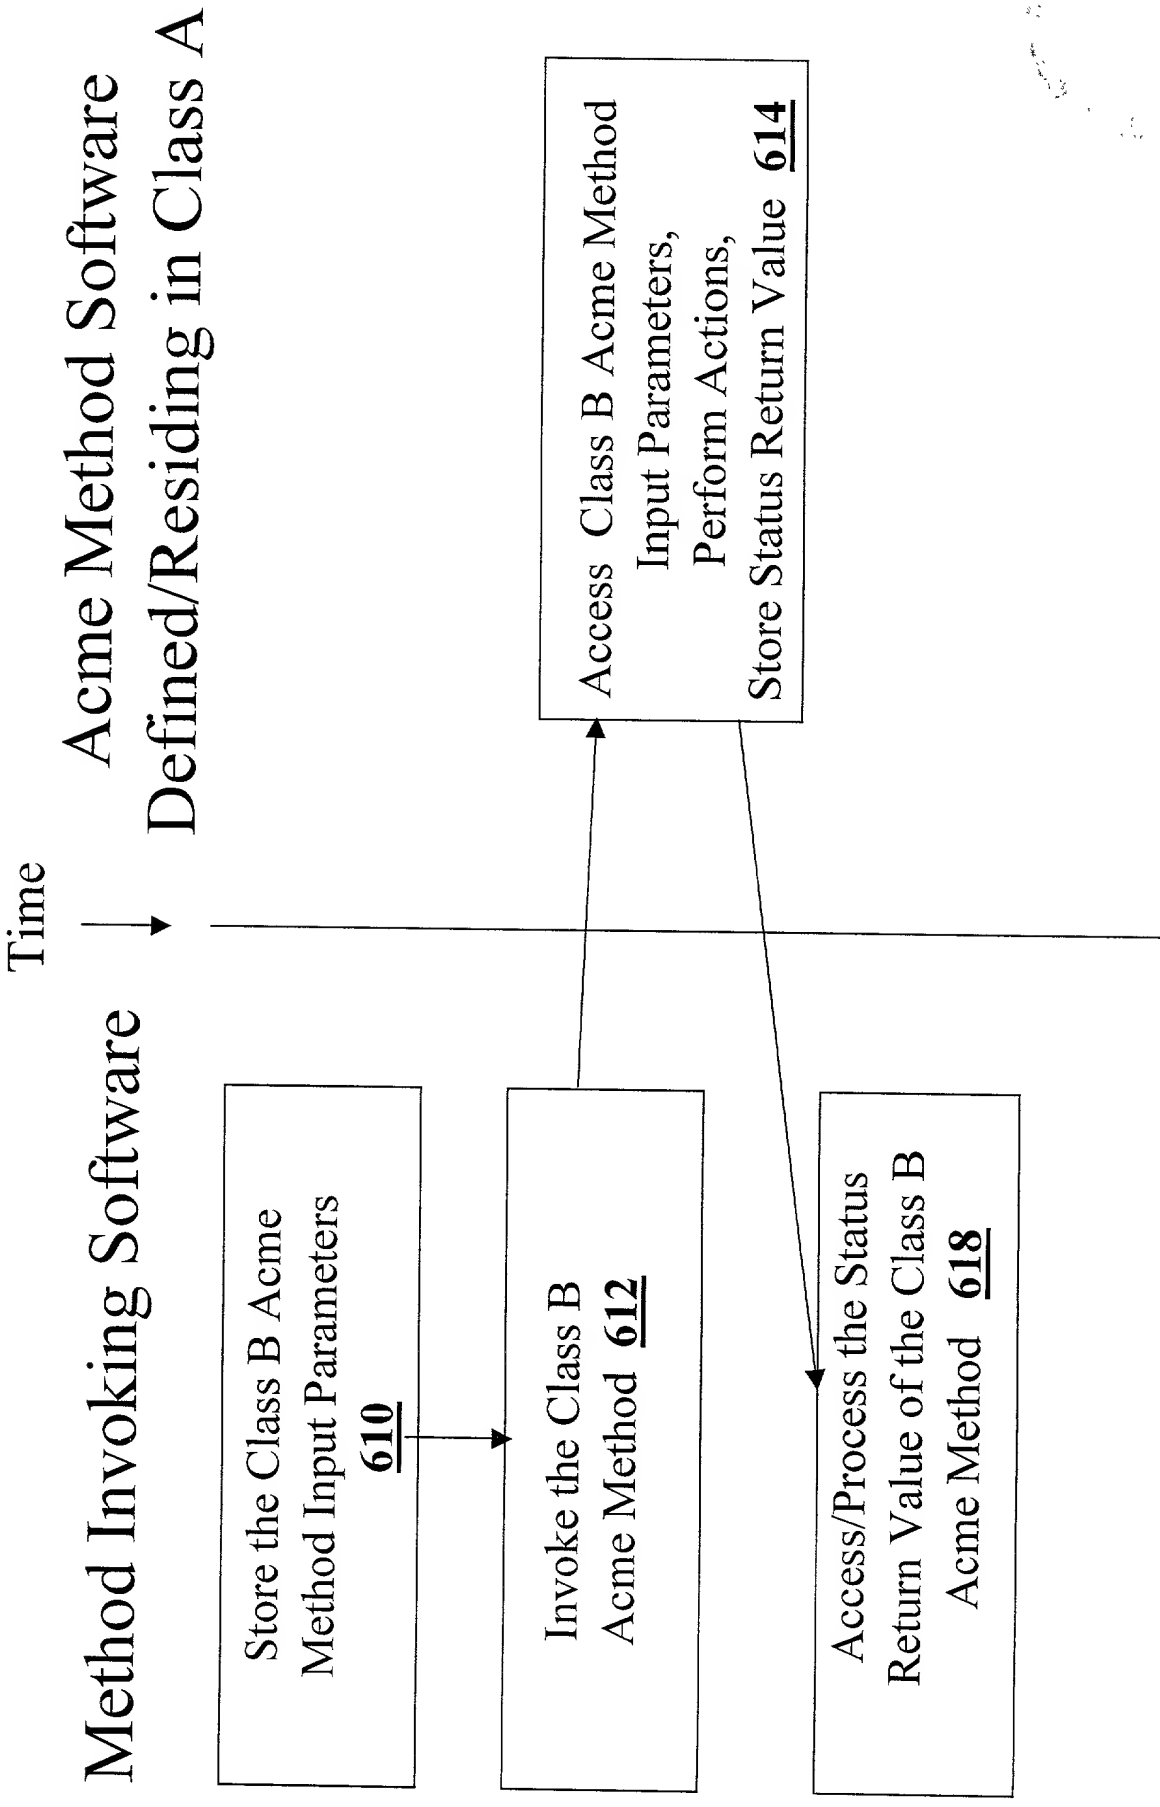 Time
Method Invoking Software
Acme Method Software
Defined/Residing in Class A
Store the Class B Acme
Method Input Parameters
610
Invoke the Class B
Acme Method 612
Access Class B Acme Method
Input Parameters,
Perform Actions,
Store Status Return Value 614
Access/Process the Status
Return Value of the Class B
Acme Method 618